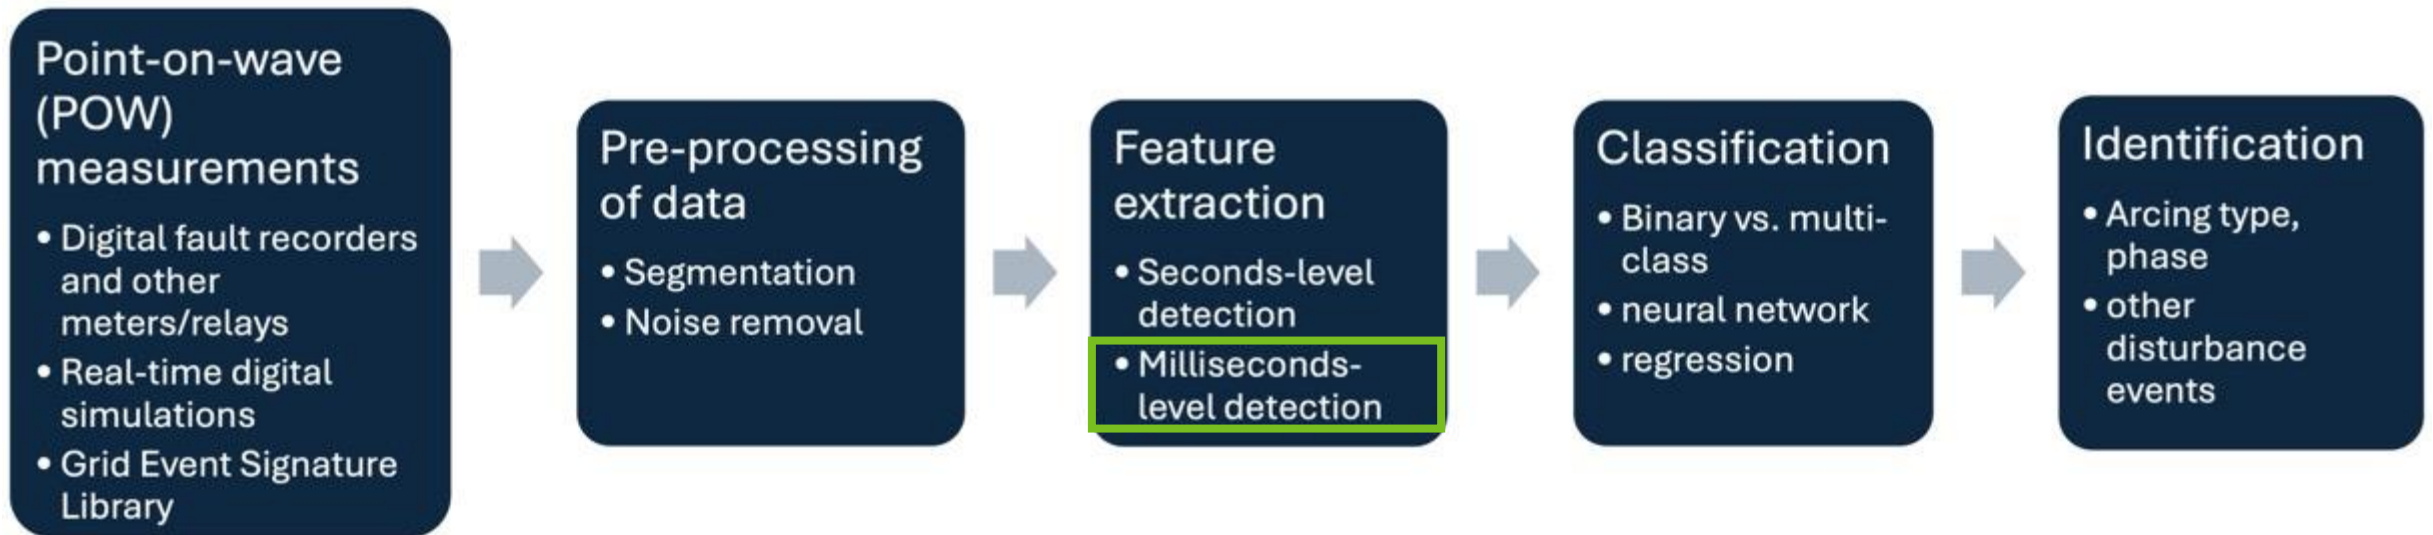 Point-on-wave
(POW)
measurements
• Digital fault recorders
and other
meters/relays
• Real-time digital
simulations
• Grid Event Signature
Library
Pre-processing
of data
• Segmentation
• Noise removal
Feature
extraction
• Seconds-level
detection
• Milliseconds-
level detection
Classification
• Binary vs. multi-
class
• neural network
• regression
Identification
• Arcing type,
phase
• other
disturbance
events